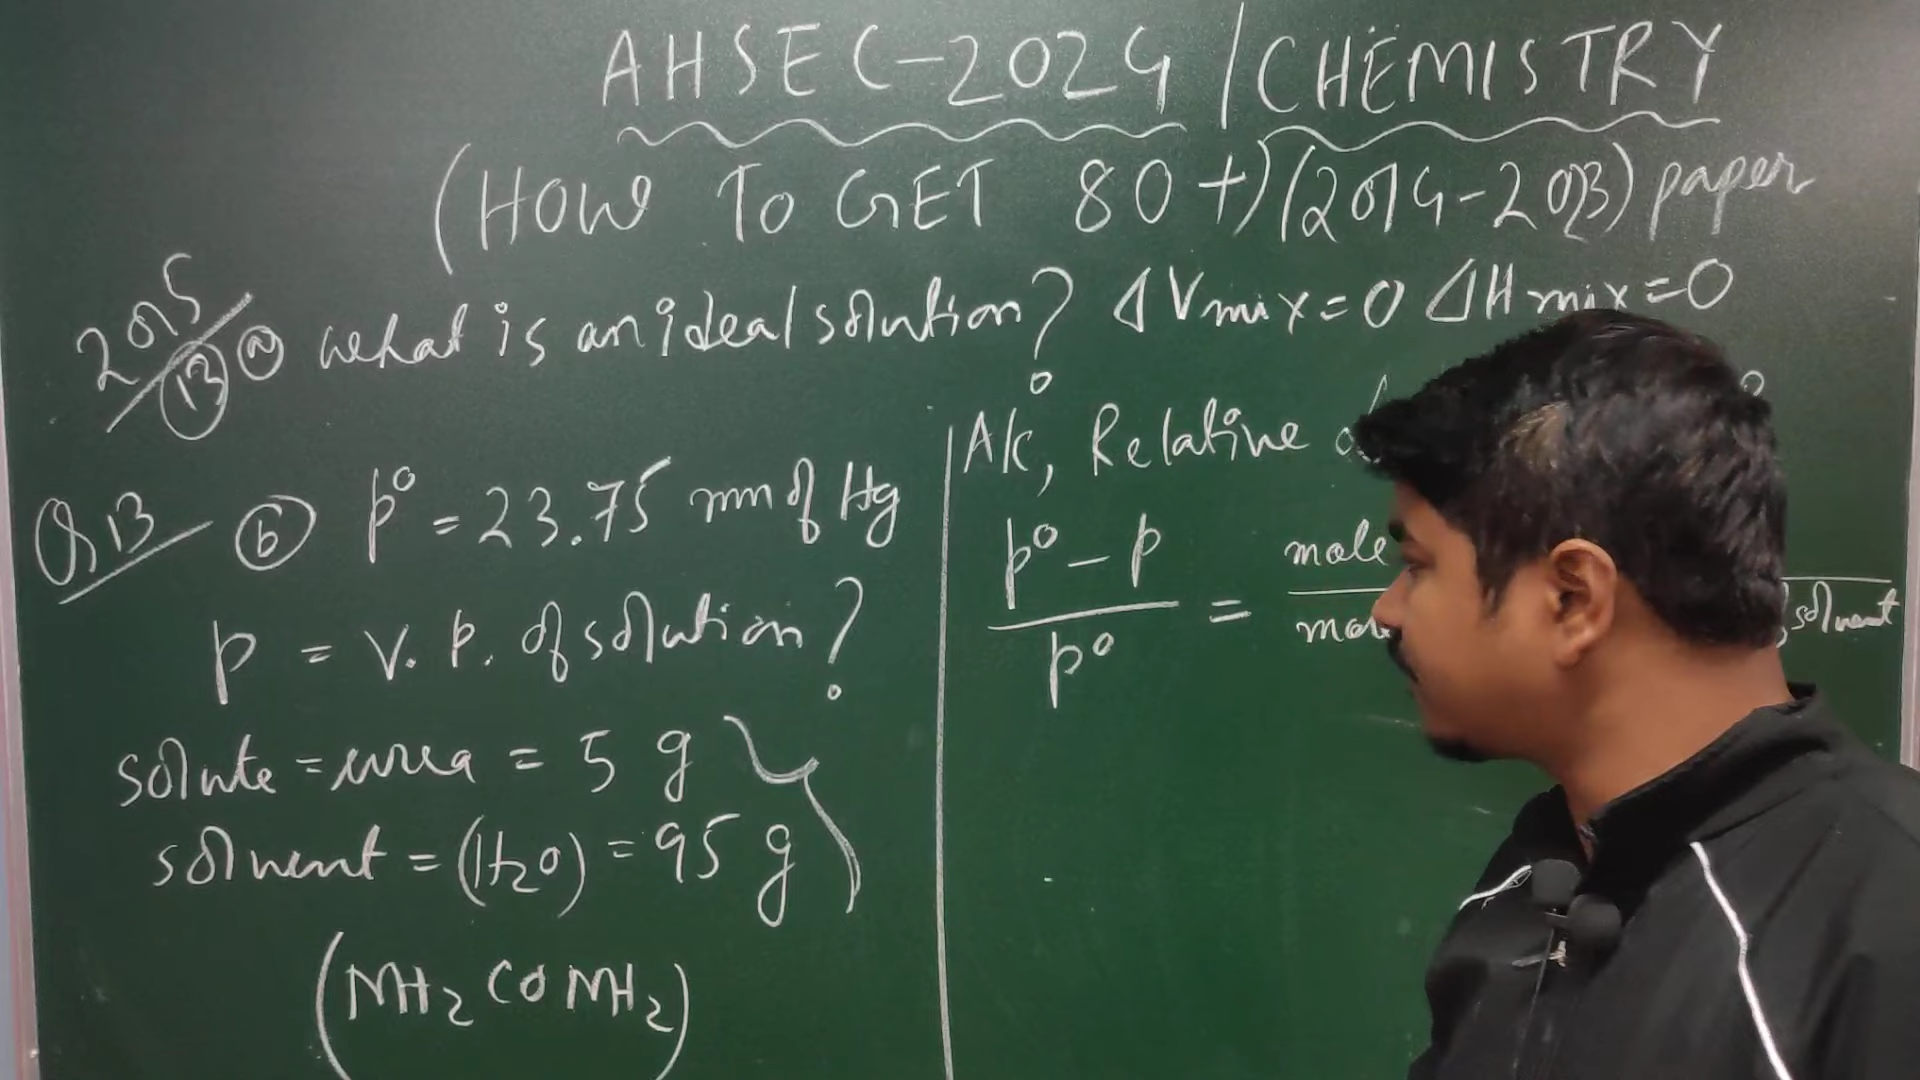 AHSEC-2024/CHEMISTRY
(HOW TO GET 80+)(2014-2023) paper
2015
13 (a) What is an ideal solution? ΔVmix=0 ΔHmix=0
Q13 (b) p° = 23.75 mm of Hg
p = v.p. of solution?
solute = urea = 5 g
solvent = (H₂O) = 95 g
(NH₂CONH₂)
A/c, Relative
p° - p
p°
=
mole
solvent